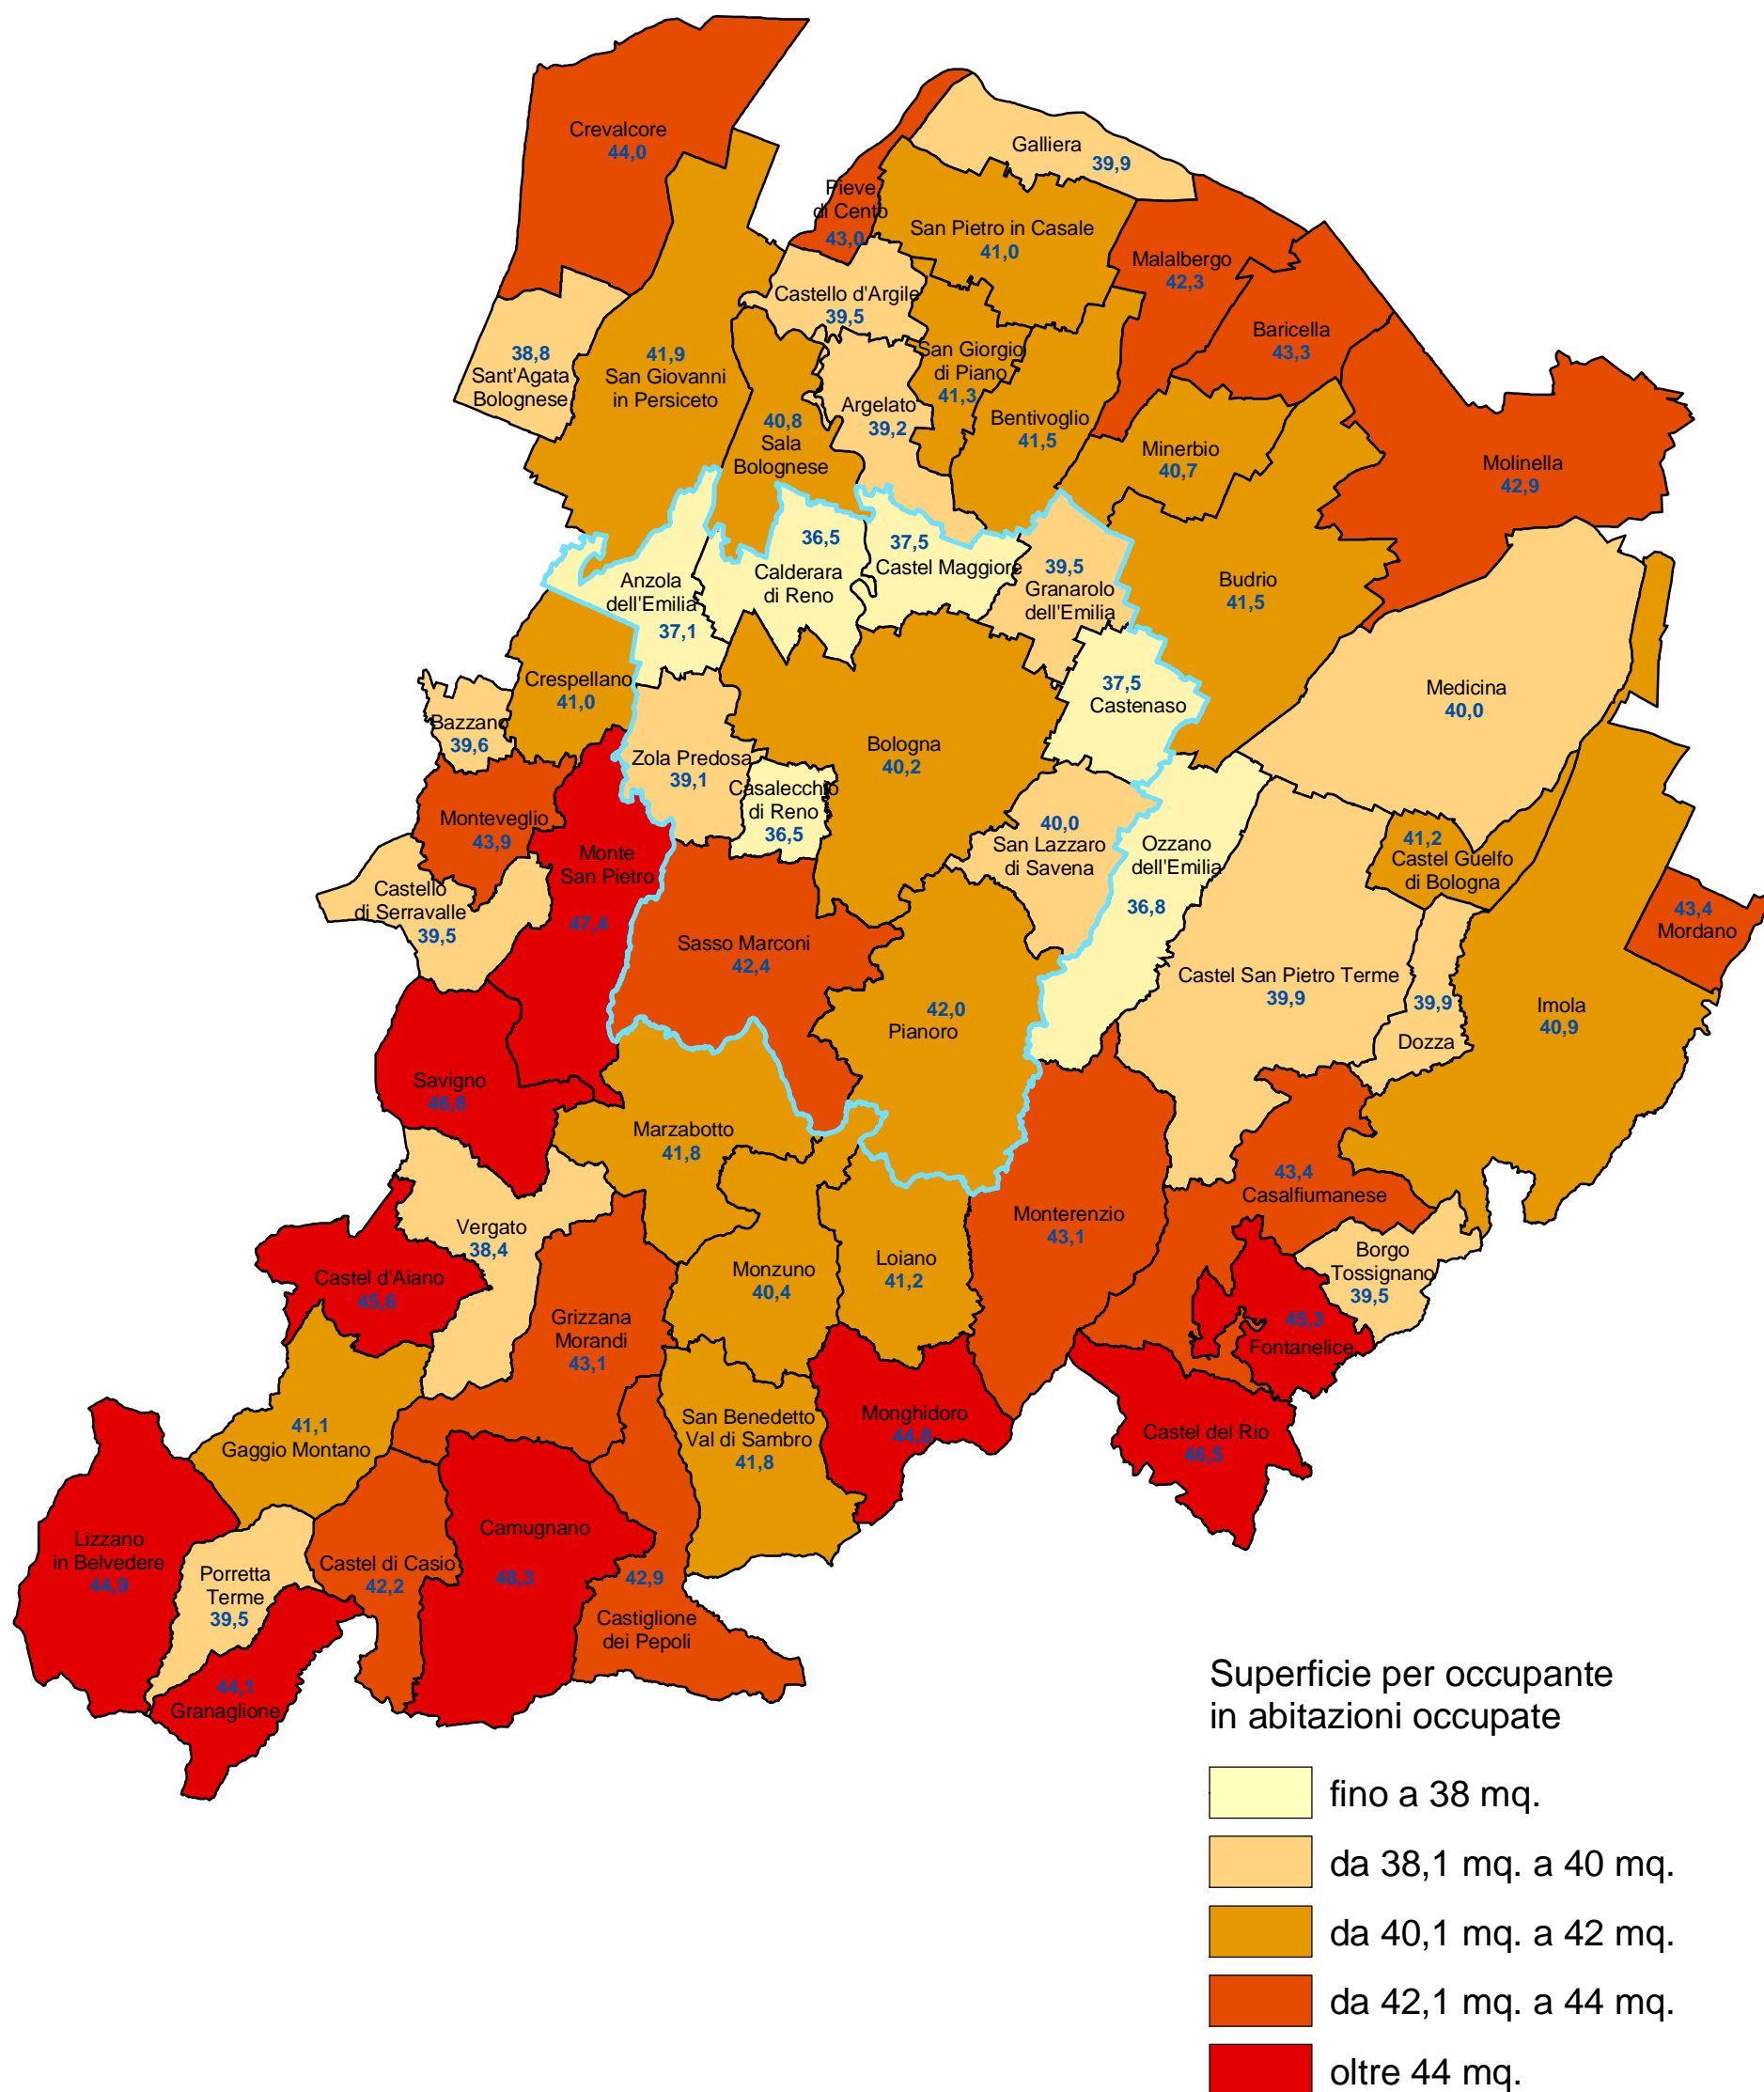 Crevalcore
44,0
Galliera
39,9
Pieve
di Cento
43,0
San Pietro in Casale
41,0
Malalbergo
42,3
Castello d'Argile
39,5
Baricella
43,3
38,8
Sant'Agata
Bolognese
41,9
San Giovanni
in Persiceto
San Giorgio
di Piano
41,3
Argelato
39,2
40,8
Sala
Bolognese
Bentivoglio
41,5
Minerbio
40,7
Molinella
42,9
36,5
Calderara
di Reno
37,5
Castel Maggiore
39,5
Granarolo
dell'Emilia
Anzola
dell'Emilia
37,1
Budrio
41,5
Crespellano
41,0
37,5
Castenaso
Medicina
40,0
Bazzano
39,6
Zola Predosa
39,1
Bologna
40,2
Casalecchio
di Reno
36,5
Monteveglio
43,9
40,0
San Lazzaro
di Savena
Ozzano
dell'Emilia
36,8
41,2
Castel Guelfo
di Bologna
Monte
San Pietro
47,4
Castello
di Serravalle
39,5
43,4
Mordano
Sasso Marconi
42,4
Castel San Pietro Terme
39,9
39,9
Dozza
Imola
40,9
42,0
Pianoro
Savigno
46,6
Marzabotto
41,8
43,4
Casalfiumanese
Vergato
38,4
Monterenzio
43,1
Borgo
Tossignano
39,5
Castel d'Aiano
45,6
Monzuno
40,4
Loiano
41,2
Grizzana
Morandi
43,1
45,3
Fontanelice
41,1
Gaggio Montano
San Benedetto
Val di Sambro
41,8
Monghidoro
44,8
Castel del Rio
46,5
Lizzano
in Belvedere
44,9
Camugnano
48,3
Castel di Casio
42,2
Porretta
Terme
39,5
42,9
Castiglione
dei Pepoli
44,1
Granaglione
Superficie per occupante
in abitazioni occupate
fino a 38 mq.
da 38,1 mq. a 40 mq.
da 40,1 mq. a 42 mq.
da 42,1 mq. a 44 mq.
oltre 44 mq.